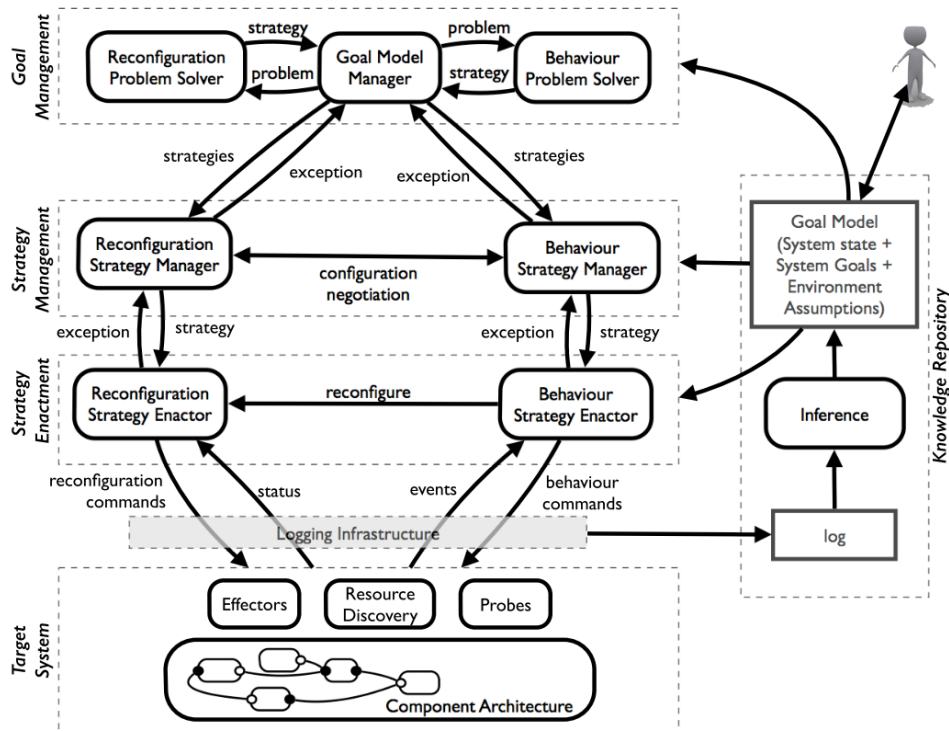 Goal
Management
Reconfiguration
Problem Solver
strategy
problem
Goal Model
Manager
problem
strategy
Behaviour
Problem Solver
strategies
exception
exception
strategies
Strategy
Management
Reconfiguration
Strategy Manager
configuration
negotiation
Behaviour
Strategy Manager
exception
strategy
exception
strategy
Strategy
Enactment
Reconfiguration
Strategy Enactor
reconfigure
Behaviour
Strategy Enactor
reconfiguration
commands
status
events
behaviour
commands
Logging Infrastructure
Target
System
Effectors
Resource
Discovery
Probes
Component Architecture
Goal Model
(System state +
System Goals +
Environment
Assumptions)
Inference
log
Knowledge Repository